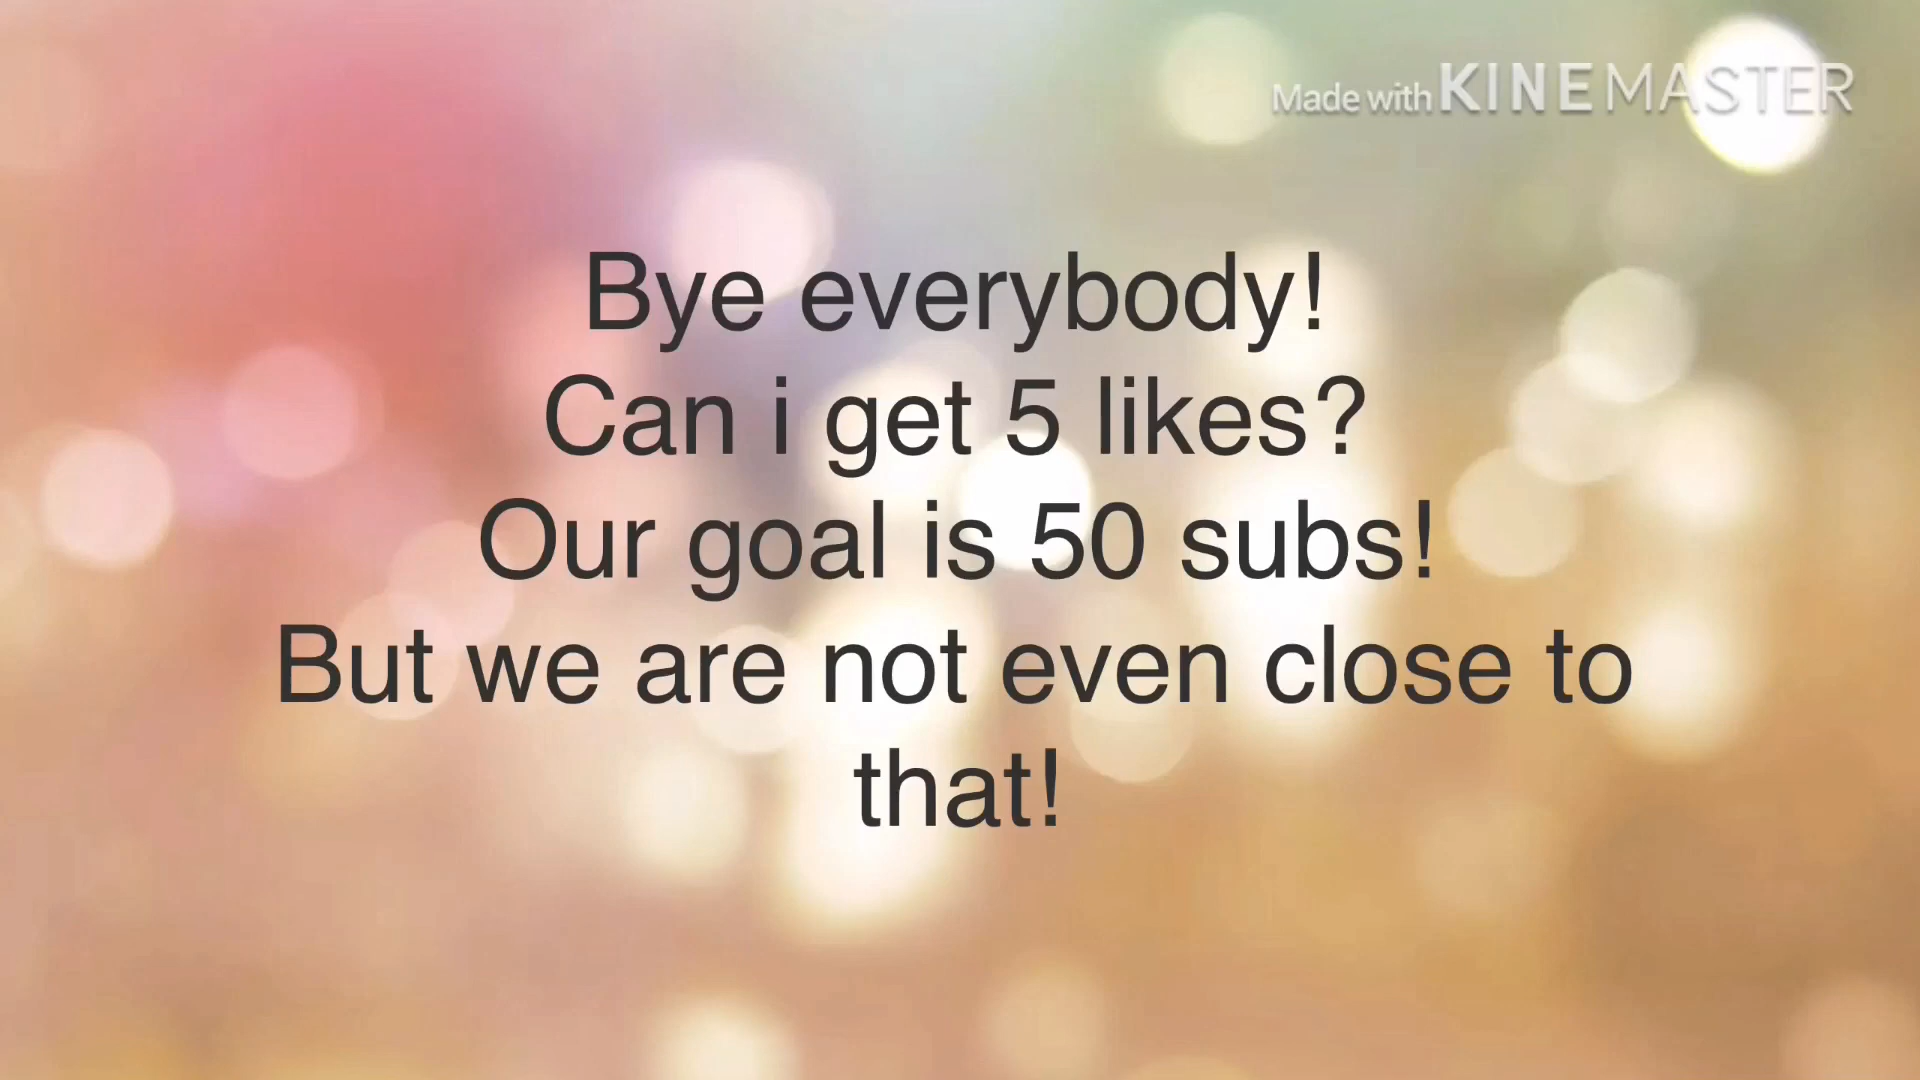 Made with KINEMASTER
Bye everybody!
Can i get 5 likes?
Our goal is 50 subs!
But we are not even close to
that!